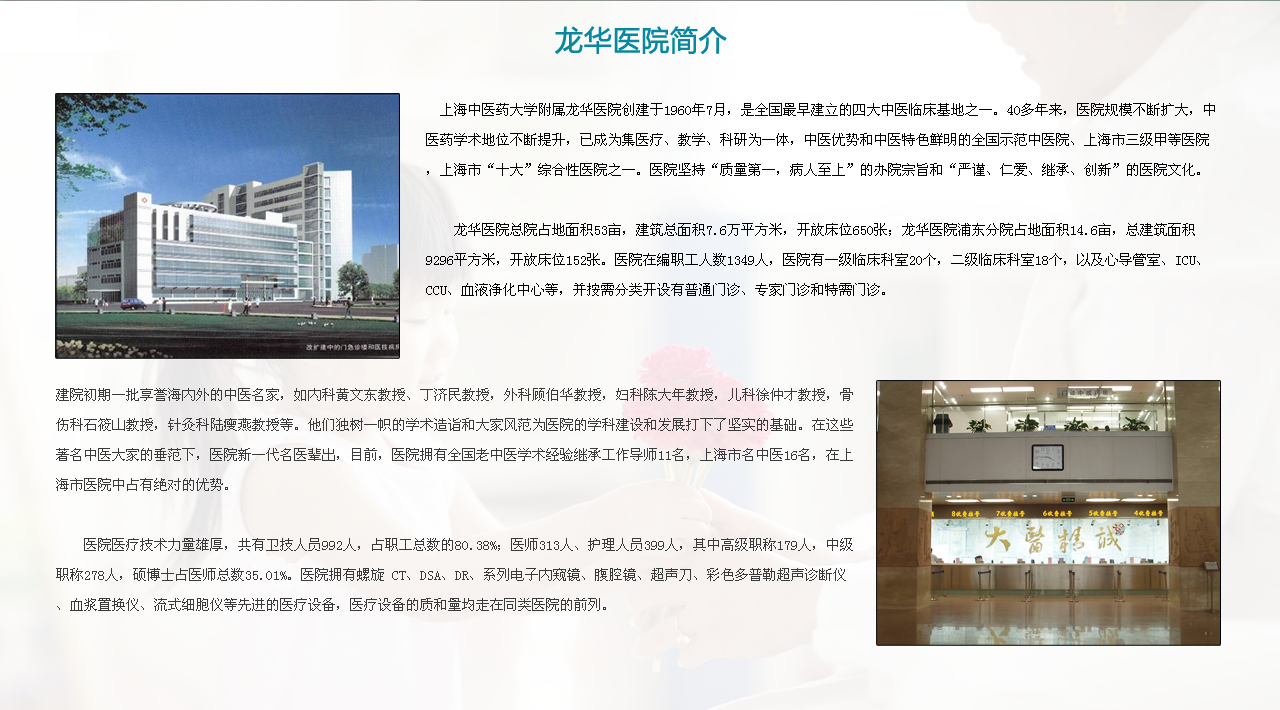 龙华医院简介
上海中医药大学附属龙华医院创建于1960年7月，是全国最早建立的四大中医临床基地之一。40多年来，医院规模不断扩大，中
医药学术地位不断提升，已成为集医疗、教学、科研为一体，中医优势和中医特色鲜明的全国示范中医院、上海市三级甲等医院
，上海市“十大”综合性医院之一。医院坚持“质量第一，病人至上”的办院宗旨和“严谨、仁爱、继承、创新”的医院文化。
龙华医院总院占地面积53亩，建筑总面积7.6万平方米，开放床位650张；龙华医院浦东分院占地面积14.6亩，总建筑面积
9296平方米，开放床位152张。医院在编职工人数1349人，医院有一级临床科室20个，二级临床科室18个，以及心导管室、ICU、
CCU、血液净化中心等，并按需分类开设有普通门诊、专家门诊和特需门诊。
改扩建中的门急诊楼和医技病房
建院初期一批享誉海内外的中医名家，如内科黄文东教授、丁济民教授，外科顾伯华教授，妇科陈大年教授，儿科徐仲才教授，骨
伤科石筱山教授，针灸科陆瘦燕教授等。他们独树一帜的学术造诣和大家风范为医院的学科建设和发展打下了坚实的基础。在这些
著名中医大家的垂范下，医院新一代名医辈出，目前，医院拥有全国老中医学术经验继承工作导师11名，上海市名中医16名，在上
海市医院中占有绝对的优势。
医院医疗技术力量雄厚，共有卫技人员992人，占职工总数的80.38%；医师313人、护理人员399人，其中高级职称179人，中级
职称278人，硕博士占医师总数45.0 %。医院拥有螺旋 CT、DSA、DR、系列电子内窥镜、腹腔镜、超声刀、彩色多普勒超声诊断仪
、血浆置换仪、流式细胞仪等先进的医疗设备，医疗设备的质和量均走在同类医院的前列。
8收费挂号 7收费挂号 6收费挂号 5收费挂号 4收费挂号
大醫精誠